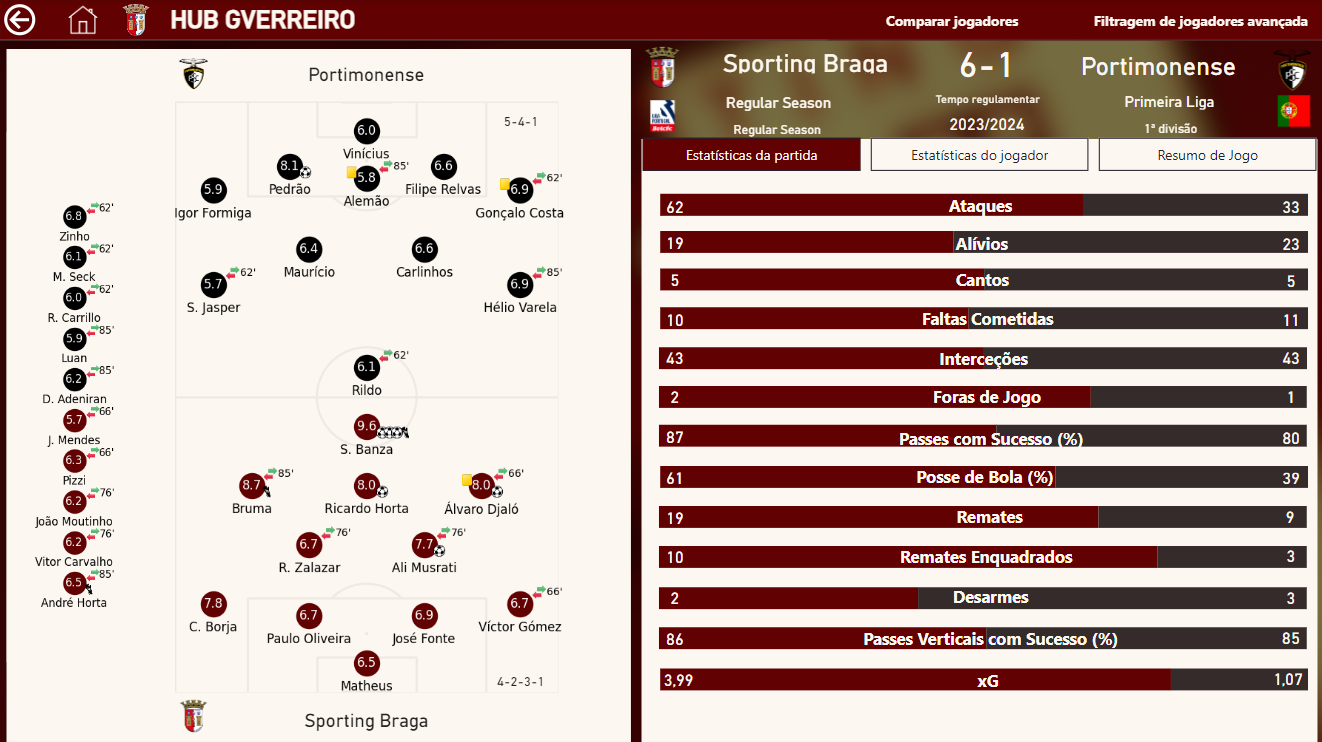 HUB GVERREIRO
Comparar jogadores
Filtragem de jogadores avançada
Portimonense
5-4-1
6.0
Vinícius
8.1
Pedrão
5.8
85'
Alemão
6.6
Filipe Relvas
5.9
Igor Formiga
6.9
62'
Gonçalo Costa
6.4
Maurício
6.6
Carlinhos
5.7
62'
S. Jasper
6.9
85'
Hélio Varela
6.1
62'
Rildo
6.8
62'
Zinho
6.1
62'
M. Seck
6.0
62'
R. Carrillo
5.9
85'
Luan
6.2
85'
D. Adeniran
5.7
66'
J. Mendes
6.3
66'
Pizzi
6.2
76'
João Moutinho
6.2
76'
Vitor Carvalho
6.5
85'
André Horta
9.6
S. Banza
8.7
85'
Bruma
8.0
Ricardo Horta
8.0
66'
Álvaro Djaló
6.7
76'
R. Zalazar
7.7
76'
Ali Musrati
7.8
C. Borja
6.7
Paulo Oliveira
6.9
José Fonte
6.7
66'
Víctor Gómez
6.5
Matheus
4-2-3-1
Sporting Braga
Sporting Braga
6-1
Portimonense
Regular Season
Tempo regulamentar
Primeira Liga
Regular Season
2023/2024
1ª divisão
Estatísticas da partida
Estatísticas do jogador
Resumo de Jogo
62 Ataques 33
19 Alívios 23
5 Cantos 5
10 Faltas Cometidas 11
43 Interceções 43
2 Foras de Jogo 1
87 Passes com Sucesso (%) 80
61 Posse de Bola (%) 39
19 Remates 9
10 Remates Enquadrados 3
2 Desarmes 3
86 Passes Verticais com Sucesso (%) 85
3,99 xG 1,07